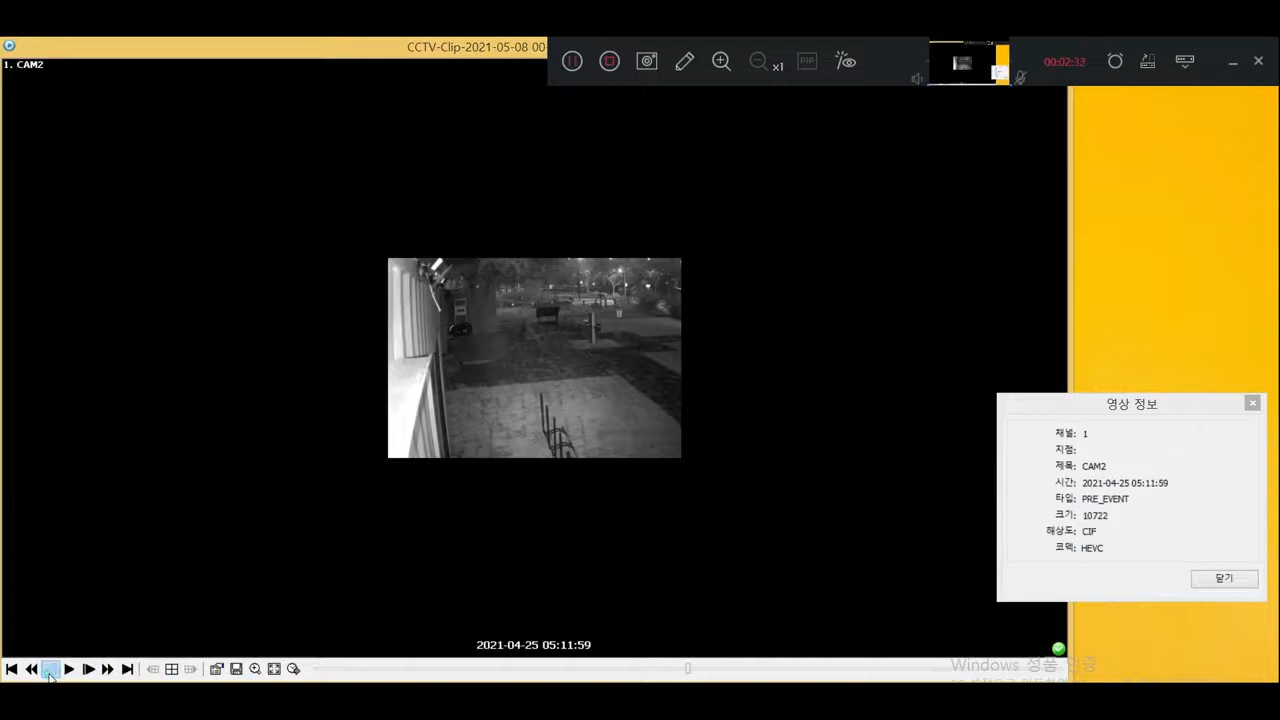 CCTV-Clip-2021-05-08 00-
1. CAM2
x1
PIP
00:02:33
영상 정보
채널: 1
지점:
제목: CAM2
시간: 2021-04-25 05:11:59
타입: PRE_EVENT
크기: 10722
해상도: CIF
코덱: HEVC
닫기
2021-04-25 05:11:59
Windows 정품 인증